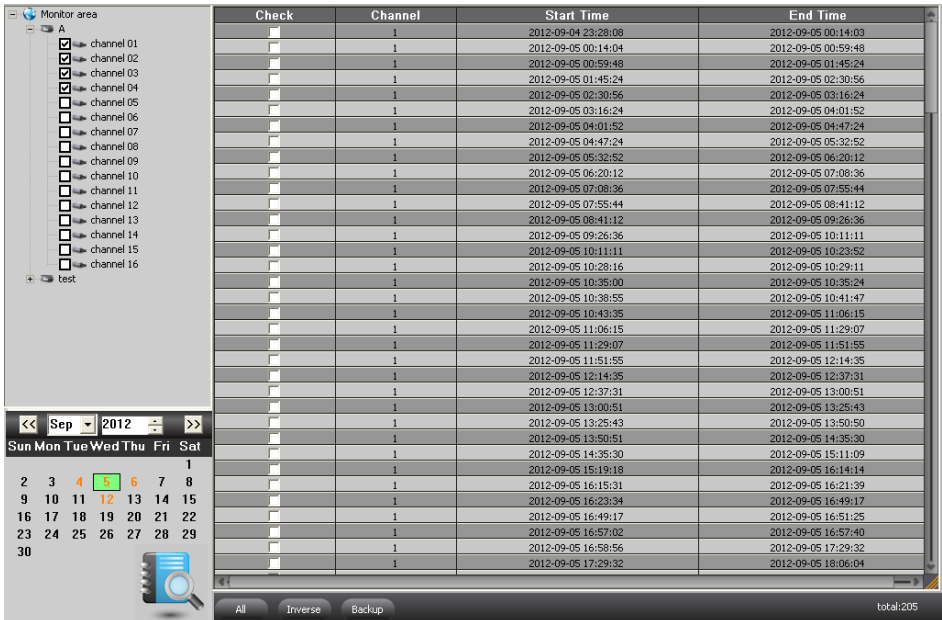 Monitor area
A
channel 01
channel 02
channel 03
channel 04
channel 05
channel 06
channel 07
channel 08
channel 09
channel 10
channel 11
channel 12
channel 13
channel 14
channel 15
channel 16
test
<< Sep 2012 >>
Sun Mon Tue Wed Thu Fri Sat
1
2 3 4 5 6 7 8
9 10 11 12 13 14 15
16 17 18 19 20 21 22
23 24 25 26 27 28 29
30
Check Channel Start Time End Time
1 2012-09-04 23:28:08 2012-09-05 00:14:03
1 2012-09-05 00:14:04 2012-09-05 00:59:48
1 2012-09-05 00:59:48 2012-09-05 01:45:24
1 2012-09-05 01:45:24 2012-09-05 02:30:56
1 2012-09-05 02:30:56 2012-09-05 03:16:24
1 2012-09-05 03:16:24 2012-09-05 04:01:52
1 2012-09-05 04:01:52 2012-09-05 04:47:24
1 2012-09-05 04:47:24 2012-09-05 05:32:52
1 2012-09-05 05:32:52 2012-09-05 06:20:12
1 2012-09-05 06:20:12 2012-09-05 07:08:36
1 2012-09-05 07:08:36 2012-09-05 07:55:44
1 2012-09-05 07:55:44 2012-09-05 08:41:12
1 2012-09-05 08:41:12 2012-09-05 09:26:36
1 2012-09-05 09:26:36 2012-09-05 10:11:11
1 2012-09-05 10:11:11 2012-09-05 10:23:52
1 2012-09-05 10:28:16 2012-09-05 10:29:11
1 2012-09-05 10:35:00 2012-09-05 10:35:24
1 2012-09-05 10:38:55 2012-09-05 10:41:47
1 2012-09-05 10:43:35 2012-09-05 11:06:15
1 2012-09-05 11:06:15 2012-09-05 11:29:07
1 2012-09-05 11:29:07 2012-09-05 11:51:55
1 2012-09-05 11:51:55 2012-09-05 12:14:35
1 2012-09-05 12:14:35 2012-09-05 12:37:31
1 2012-09-05 12:37:31 2012-09-05 13:00:51
1 2012-09-05 13:00:51 2012-09-05 13:25:43
1 2012-09-05 13:25:43 2012-09-05 13:50:50
1 2012-09-05 13:50:51 2012-09-05 14:35:30
1 2012-09-05 14:35:30 2012-09-05 15:11:09
1 2012-09-05 15:19:18 2012-09-05 16:14:14
1 2012-09-05 16:15:31 2012-09-05 16:21:39
1 2012-09-05 16:23:34 2012-09-05 16:49:17
1 2012-09-05 16:49:17 2012-09-05 16:51:25
1 2012-09-05 16:57:02 2012-09-05 16:57:40
1 2012-09-05 16:58:56 2012-09-05 17:29:32
1 2012-09-05 17:29:32 2012-09-05 18:06:04
All Inverse Backup total:205